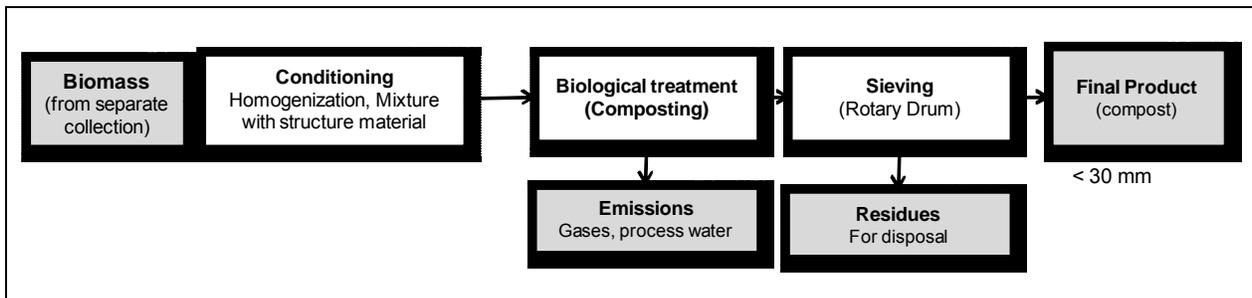 Biomass
(from separate
collection)
Conditioning
Homogenization, Mixture
with structure material
Biological treatment
(Composting)
Sieving
(Rotary Drum)
Final Product
(compost)
< 30 mm
Emissions
Gases, process water
Residues
For disposal